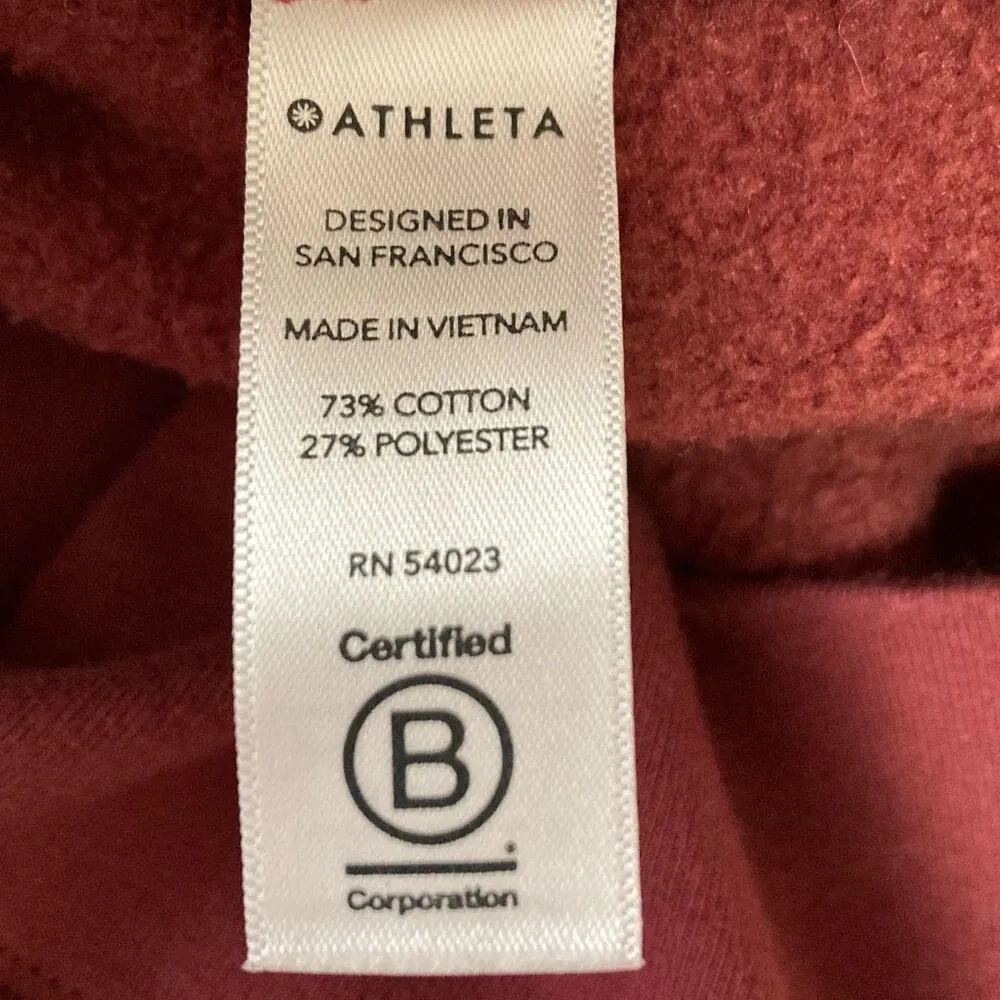 ATHLETA
DESIGNED IN
SAN FRANCISCO
MADE IN VIETNAM
73% COTTON
27% POLYESTER
RN 54023
Certified
B
Corporation